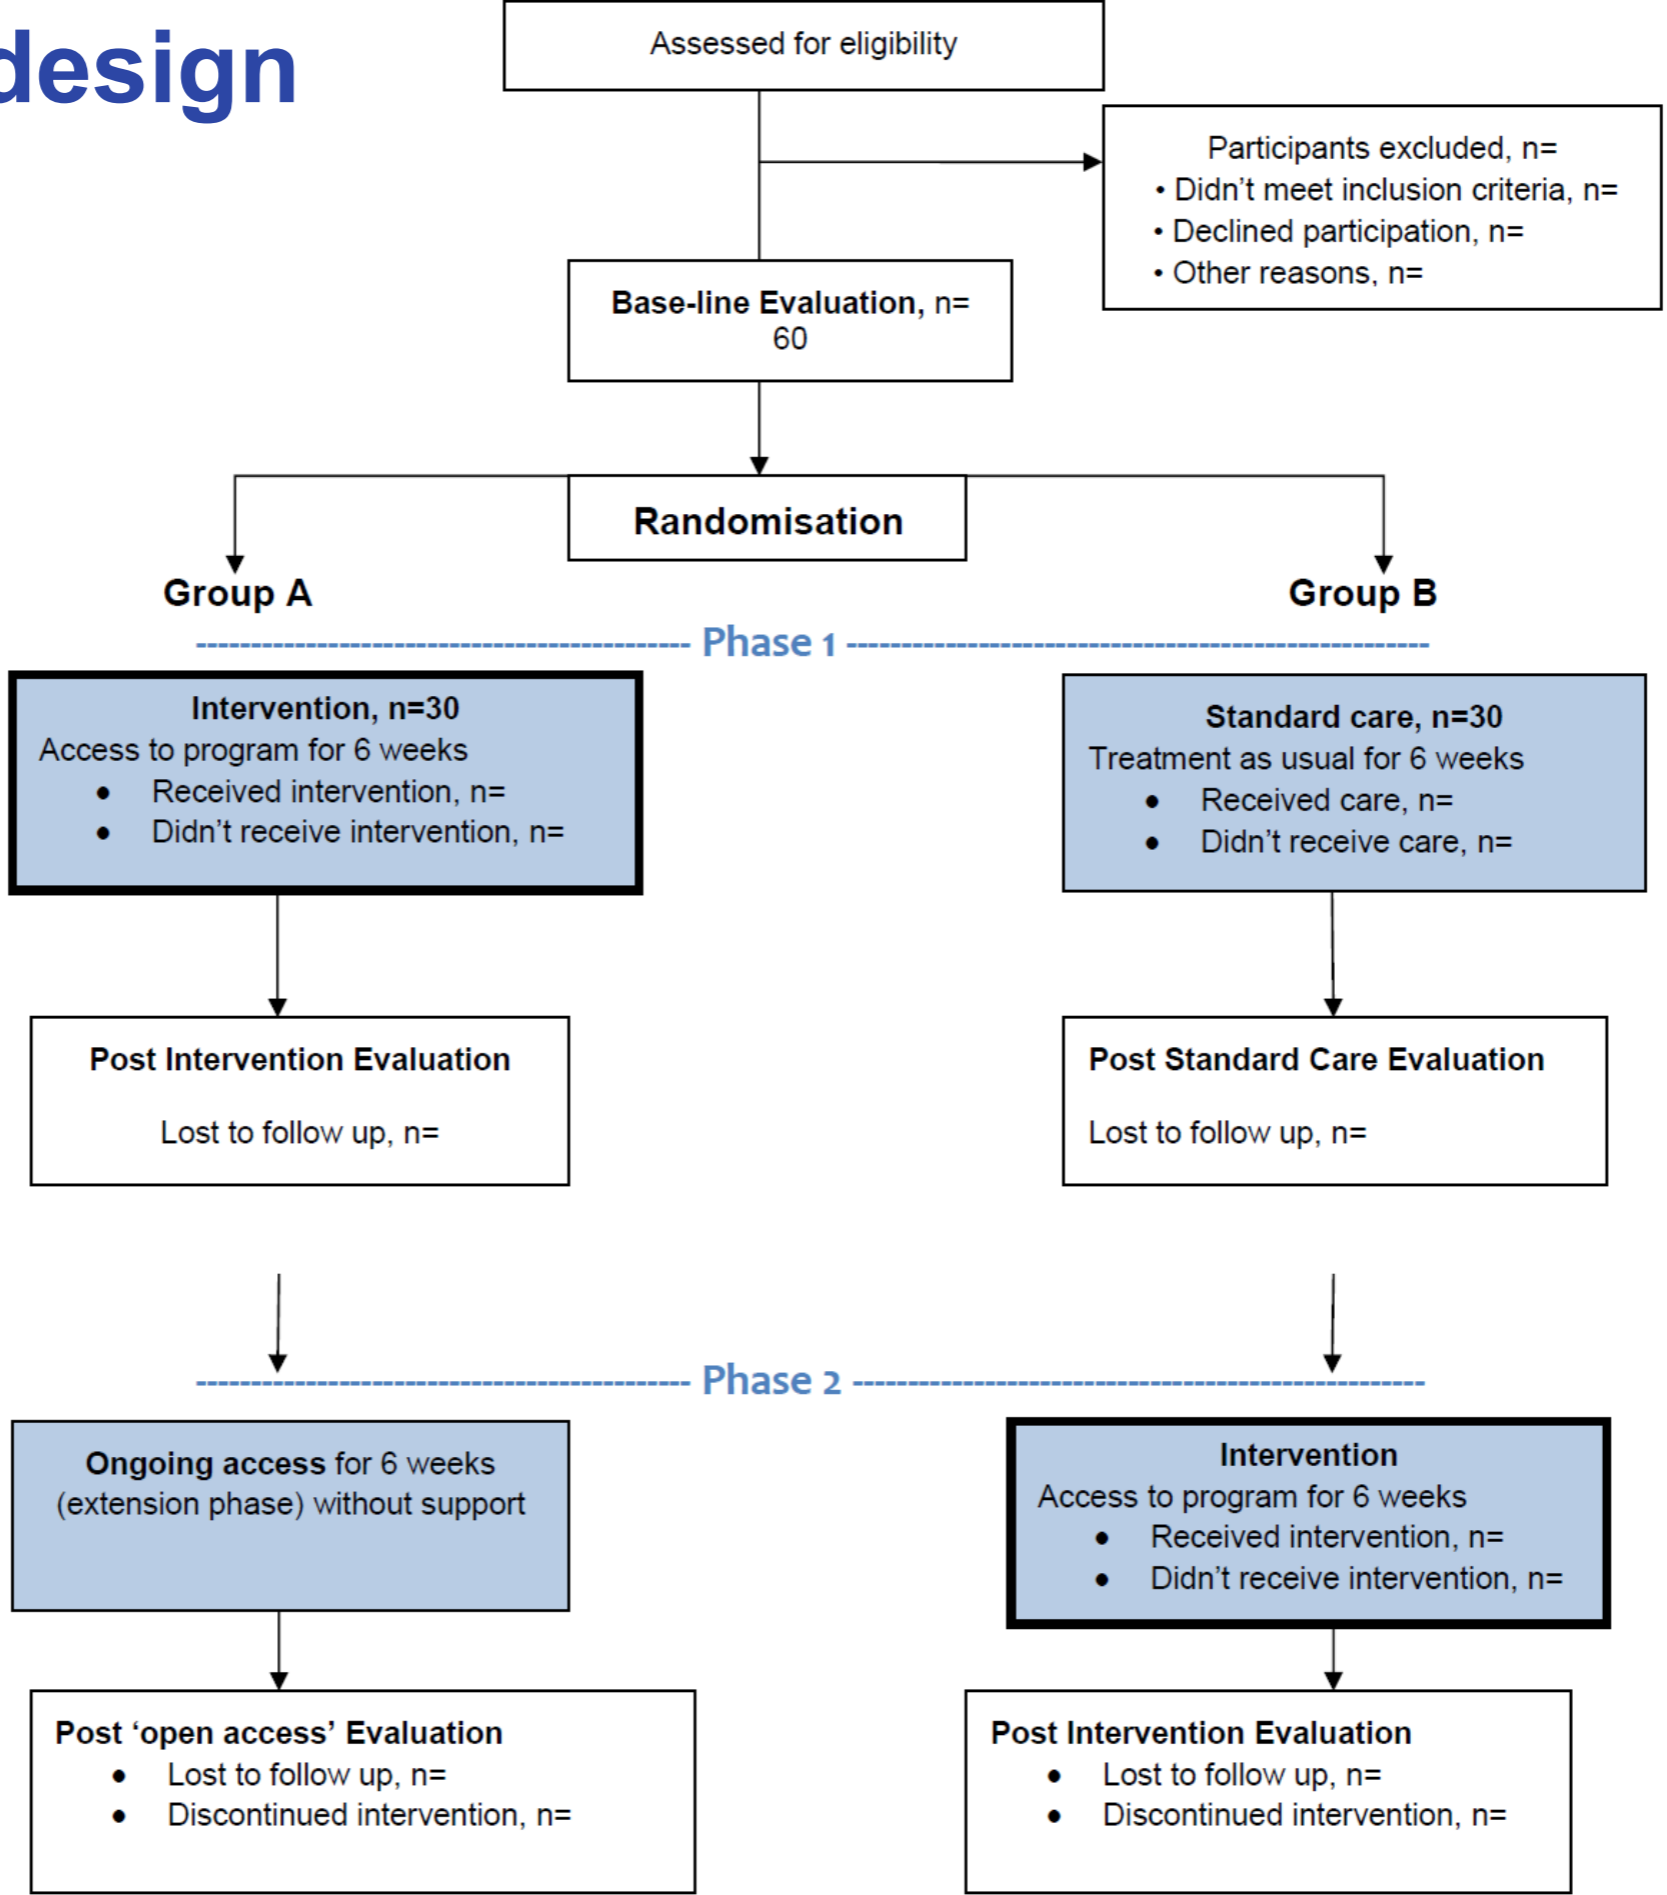 design
Assessed for eligibility
Participants excluded, n=
• Didn’t meet inclusion criteria, n=
• Declined participation, n=
• Other reasons, n=
Base-line Evaluation, n=
60
Randomisation
Group A
Group B
Phase 1
Intervention, n=30
Access to program for 6 weeks
• Received intervention, n=
• Didn’t receive intervention, n=
Standard care, n=30
Treatment as usual for 6 weeks
• Received care, n=
• Didn’t receive care, n=
Post Intervention Evaluation
Lost to follow up, n=
Post Standard Care Evaluation
Lost to follow up, n=
Phase 2
Ongoing access for 6 weeks
(extension phase) without support
Intervention
Access to program for 6 weeks
• Received intervention, n=
• Didn’t receive intervention, n=
Post ‘open access’ Evaluation
• Lost to follow up, n=
• Discontinued intervention, n=
Post Intervention Evaluation
• Lost to follow up, n=
• Discontinued intervention, n=